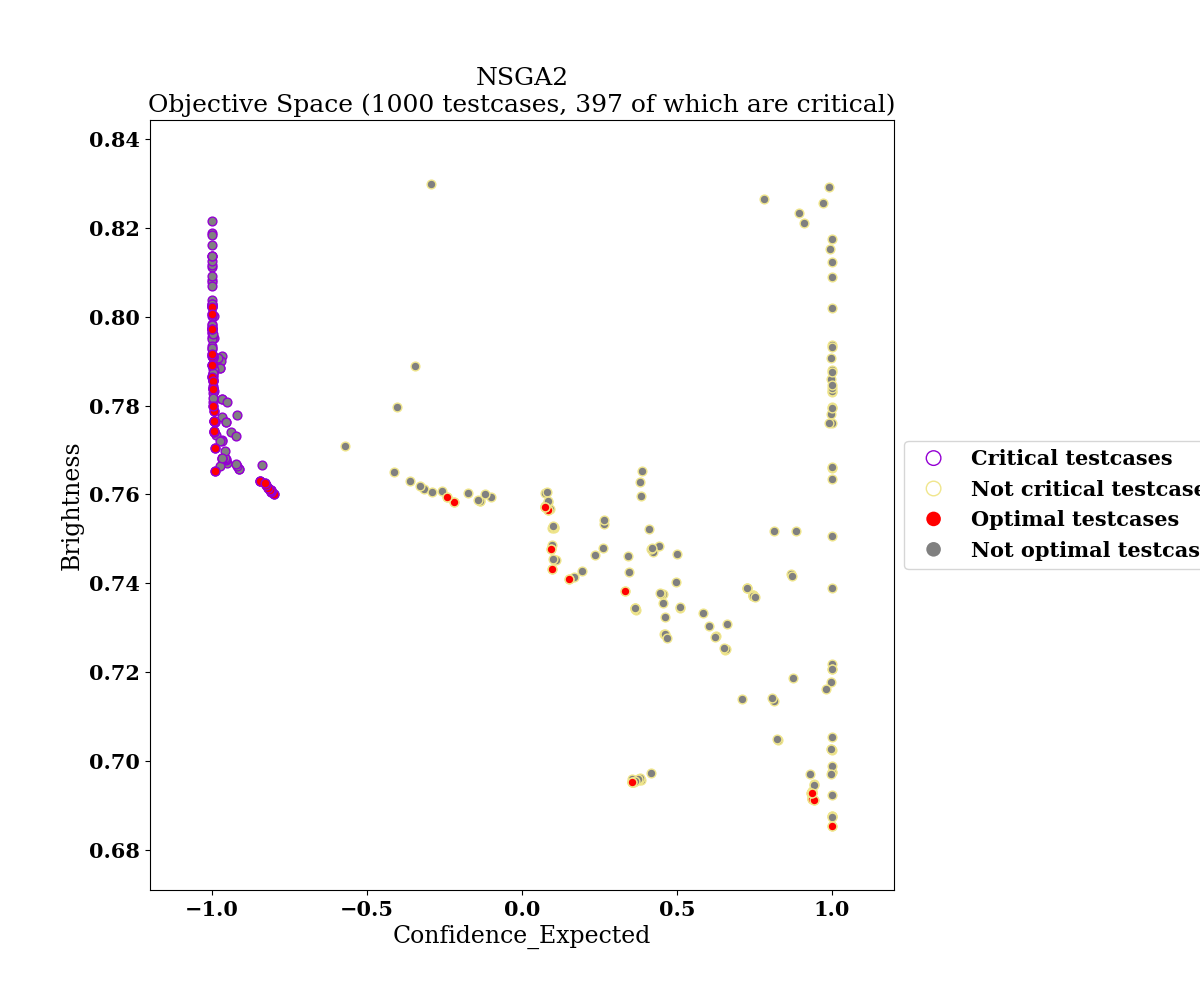 NSGA2
Objective Space (1000 testcases, 397 of which are critical)
0.84
0.82
0.80
0.78
0.76
0.74
0.72
0.70
0.68
Brightness
−1.0
−0.5
0.0
0.5
1.0
Confidence_Expected
Critical testcases
Not critical testcase
Optimal testcases
Not optimal testcas